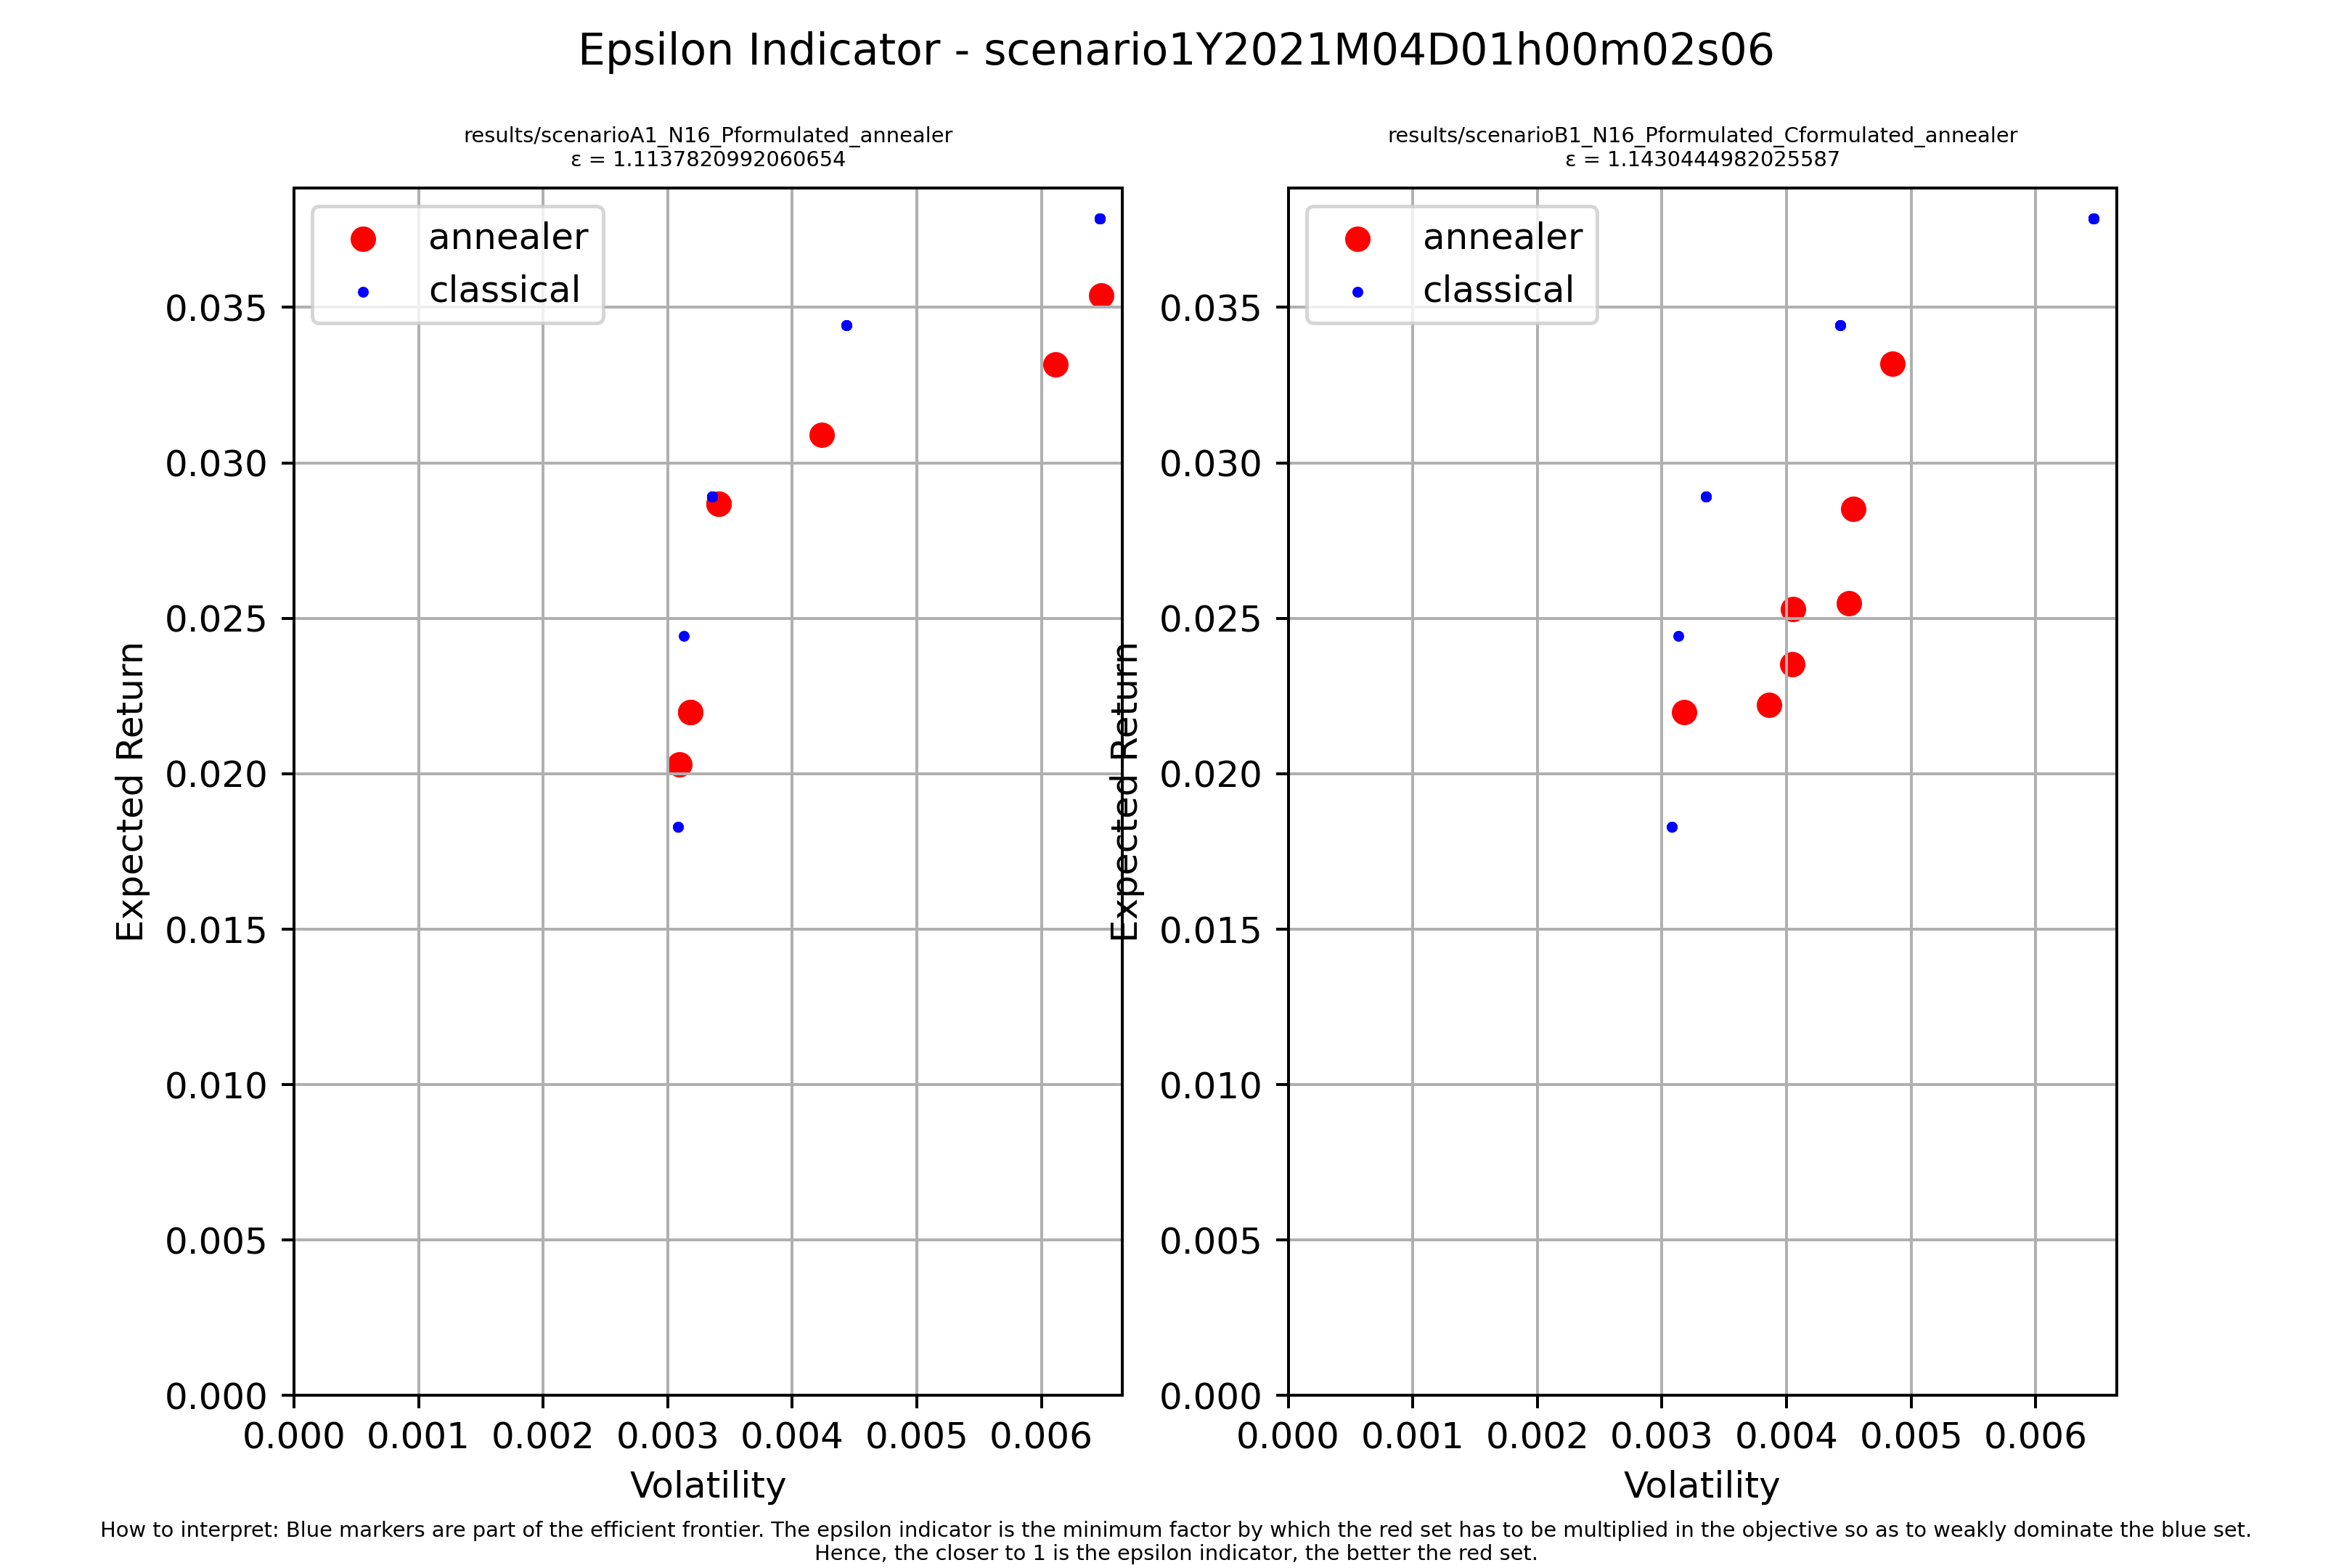 Epsilon Indicator - scenario1Y2021M04D01h00m02s06
results/scenarioA1_N16_Pformulated_annealer
ε = 1.1137820992060654
annealer
classical
0.035
0.030
0.025
0.020
0.015
0.010
0.005
0.000
Expected Return
0.000 0.001 0.002 0.003 0.004 0.005 0.006
Volatility
results/scenarioB1_N16_Pformulated_Cformulated_annealer
ε = 1.1430444982025587
annealer
classical
0.035
0.030
0.025
0.020
0.015
0.010
0.005
0.000
Expected Return
0.000 0.001 0.002 0.003 0.004 0.005 0.006
Volatility
How to interpret: Blue markers are part of the efficient frontier. The epsilon indicator is the minimum factor by which the red set has to be multiplied in the objective so as to weakly dominate the blue set.
Hence, the closer to 1 is the epsilon indicator, the better the red set.